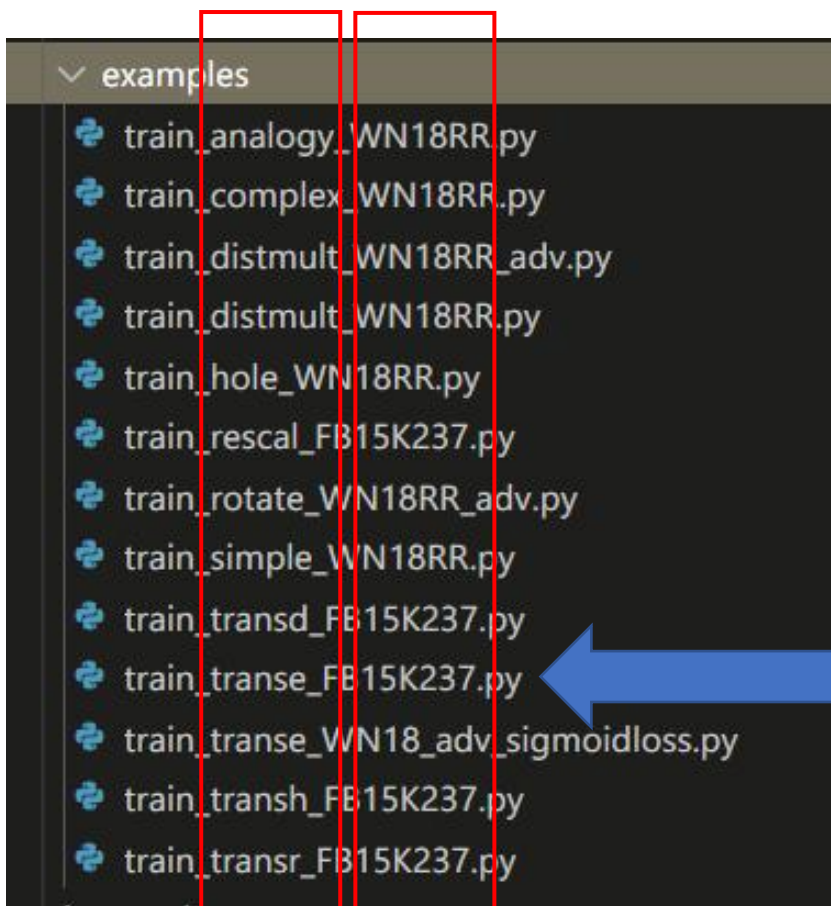 examples
train_analogy_WN18RR.py
train_complex_WN18RR.py
train_distmult_WN18RR_adv.py
train_distmult_WN18RR.py
train_hole_WN18RR.py
train_rescal_FB15K237.py
train_rotate_WN18RR_adv.py
train_simple_WN18RR.py
train_transd_FB15K237.py
train_transe_FB15K237.py
train_transe_WN18_adv_sigmoidloss.py
train_transh_FB15K237.py
train_transr_FB15K237.py